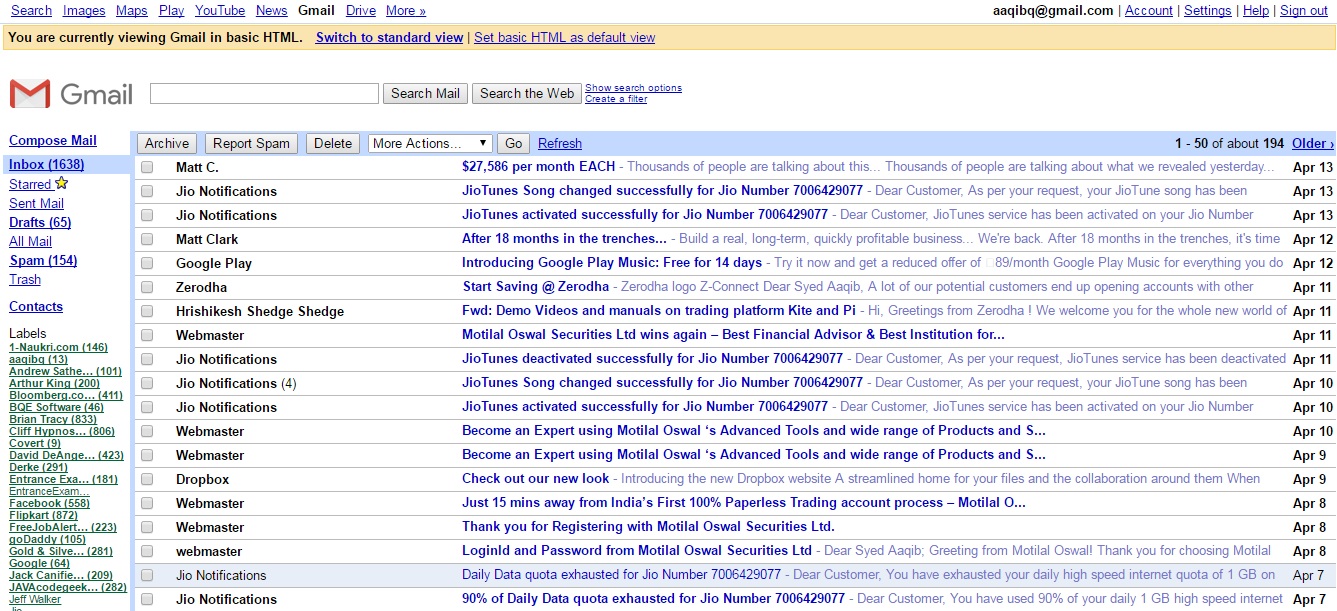 Search Images Maps Play YouTube News Gmail Drive More » aaqibq@gmail.com | Account | Settings | Help | Sign out
You are currently viewing Gmail in basic HTML. Switch to standard view | Set basic HTML as default view
Gmail Search Mail Search the Web Show search options
Create a filter
Compose Mail
Inbox (1638)
Starred
Sent Mail
Drafts (65)
All Mail
Spam (154)
Trash
Contacts
Labels
1-Naukri.com (146)
aaqibq (13)
Andrew Sathe... (101)
Arthur King (200)
Bloomberg.co... (411)
BQE Software (46)
Brian Tracy (833)
Cliff Hypnos... (806)
Covert (9)
David DeAnge... (423)
Derke (291)
Entrance Exa... (181)
EntranceExam...
Facebook (558)
Flipkart (872)
FreeJobAlert... (223)
goDaddy (105)
Gold & Silve... (281)
Google (64)
Jack Canifie... (209)
JAVAcodegeek... (282)
Jeff Walker
Archive Report Spam Delete More Actions... Go Refresh 1 - 50 of about 194 Older ›
Matt C. $27,586 per month EACH - Thousands of people are talking about this... Thousands of people are talking about what we revealed yesterday... Apr 13
Jio Notifications JioTunes Song changed successfully for Jio Number 7006429077 - Dear Customer, As per your request, your JioTune song has been Apr 13
Jio Notifications JioTunes activated successfully for Jio Number 7006429077 - Dear Customer, JioTunes service has been activated on your Jio Number Apr 13
Matt Clark After 18 months in the trenches... - Build a real, long-term, quickly profitable business... We're back. After 18 months in the trenches, it's time Apr 12
Google Play Introducing Google Play Music: Free for 14 days - Try it now and get a reduced offer of 89/month Google Play Music for everything you do Apr 12
Zerodha Start Saving @ Zerodha - Zerodha logo Z-Connect Dear Syed Aaqib, A lot of our potential customers end up opening accounts with other Apr 11
Hrishikesh Shedge Shedge Fwd: Demo Videos and manuals on trading platform Kite and Pi - Hi, Greetings from Zerodha ! We welcome you for the whole new world of Apr 11
Webmaster Motilal Oswal Securities Ltd wins again – Best Financial Advisor & Best Institution for... Apr 11
Jio Notifications JioTunes deactivated successfully for Jio Number 7006429077 - Dear Customer, As per your request, JioTunes service has been deactivated Apr 11
Jio Notifications (4) JioTunes Song changed successfully for Jio Number 7006429077 - Dear Customer, As per your request, your JioTune song has been Apr 10
Jio Notifications JioTunes activated successfully for Jio Number 7006429077 - Dear Customer, JioTunes service has been activated on your Jio Number Apr 10
Webmaster Become an Expert using Motilal Oswal ‘s Advanced Tools and wide range of Products and S... Apr 10
Webmaster Become an Expert using Motilal Oswal ‘s Advanced Tools and wide range of Products and S... Apr 9
Dropbox Check out our new look - Introducing the new Dropbox website A streamlined home for your files and the collaboration around them When Apr 9
Webmaster Just 15 mins away from India’s First 100% Paperless Trading account process – Motilal O... Apr 8
Webmaster Thank you for Registering with Motilal Oswal Securities Ltd. Apr 8
webmaster LoginId and Password from Motilal Oswal Securities Ltd - Dear Syed Aaqib; Greeting from Motilal Oswal! Thank you for choosing Motilal Apr 8
Jio Notifications Daily Data quota exhausted for Jio Number 7006429077 - Dear Customer, You have exhausted your daily high speed internet quota of 1 GB on Apr 7
Jio Notifications 90% of Daily Data quota exhausted for Jio Number 7006429077 - Dear Customer, You have used 90% of your daily 1 GB high speed internet Apr 7